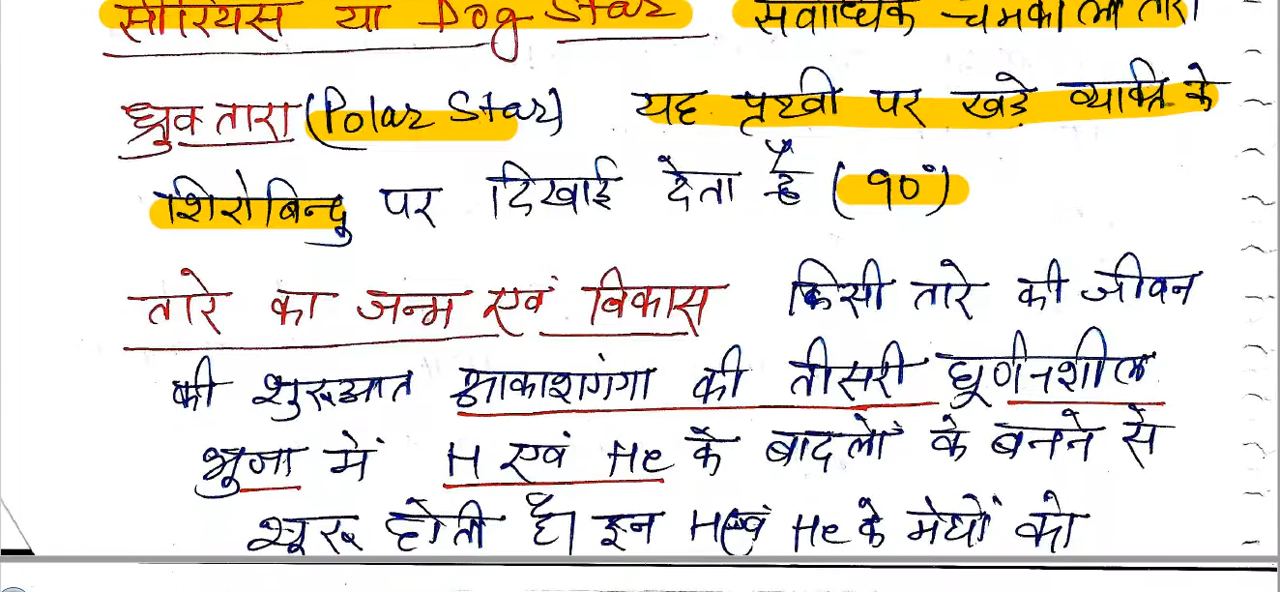 सीरियस या Dog Star सर्वाधिक चमकीला तारा
ध्रुव तारा (Polar Star) यह पृथ्वी पर खड़े व्यक्ति के
शिरोबिन्दु पर दिखाई देता है (90°)
तारे का जन्म एवं विकास किसी तारे की जीवन
की शुरूआत आकाशगंगा की तीसरी घूर्णनशील
भूजा में H एवं He के बादलों के बनने से
शुरू होती है। इन H एवं He के मेघों को